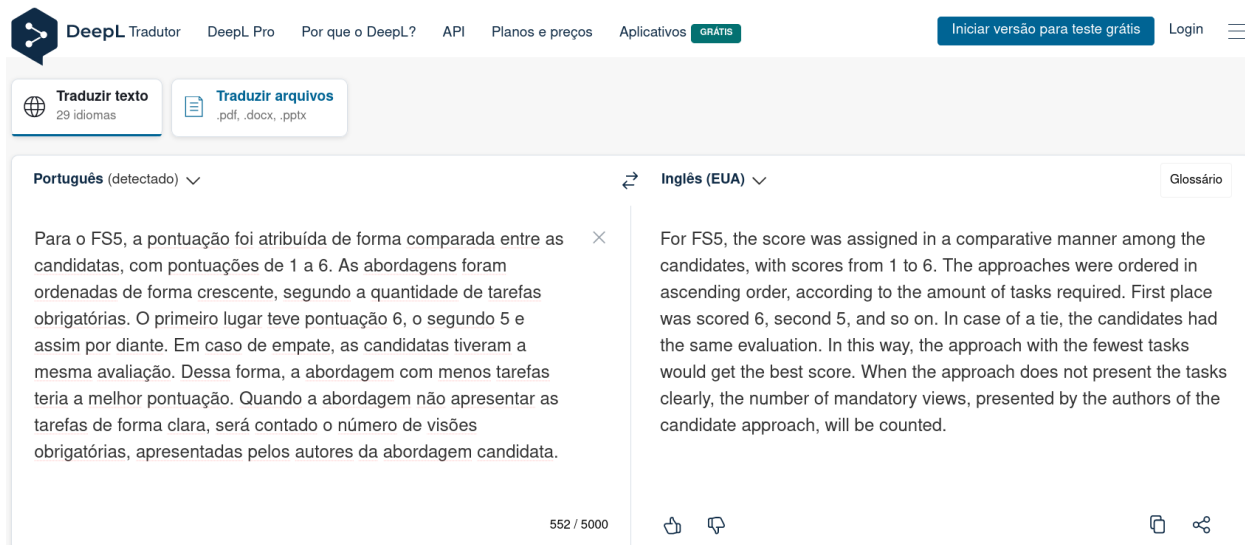 DeepL Tradutor DeepL Pro Por que o DeepL? API Planos e preços Aplicativos GRÁTIS Iniciar versão para teste grátis Login
Traduzir texto
29 idiomas
Traduzir arquivos
.pdf, .docx, .pptx
Português (detectado)
Inglês (EUA)
Glossário
Para o FS5, a pontuação foi atribuída de forma comparada entre as
candidatas, com pontuações de 1 a 6. As abordagens foram
ordenadas de forma crescente, segundo a quantidade de tarefas
obrigatórias. O primeiro lugar teve pontuação 6, o segundo 5 e
assim por diante. Em caso de empate, as candidatas tiveram a
mesma avaliação. Dessa forma, a abordagem com menos tarefas
teria a melhor pontuação. Quando a abordagem não apresentar as
tarefas de forma clara, será contado o número de visões
obrigatórias, apresentadas pelos autores da abordagem candidata.
552 / 5000
For FS5, the score was assigned in a comparative manner among the
candidates, with scores from 1 to 6. The approaches were ordered in
ascending order, according to the amount of tasks required. First place
was scored 6, second 5, and so on. In case of a tie, the candidates had
the same evaluation. In this way, the approach with the fewest tasks
would get the best score. When the approach does not present the tasks
clearly, the number of mandatory views, presented by the authors of the
candidate approach, will be counted.